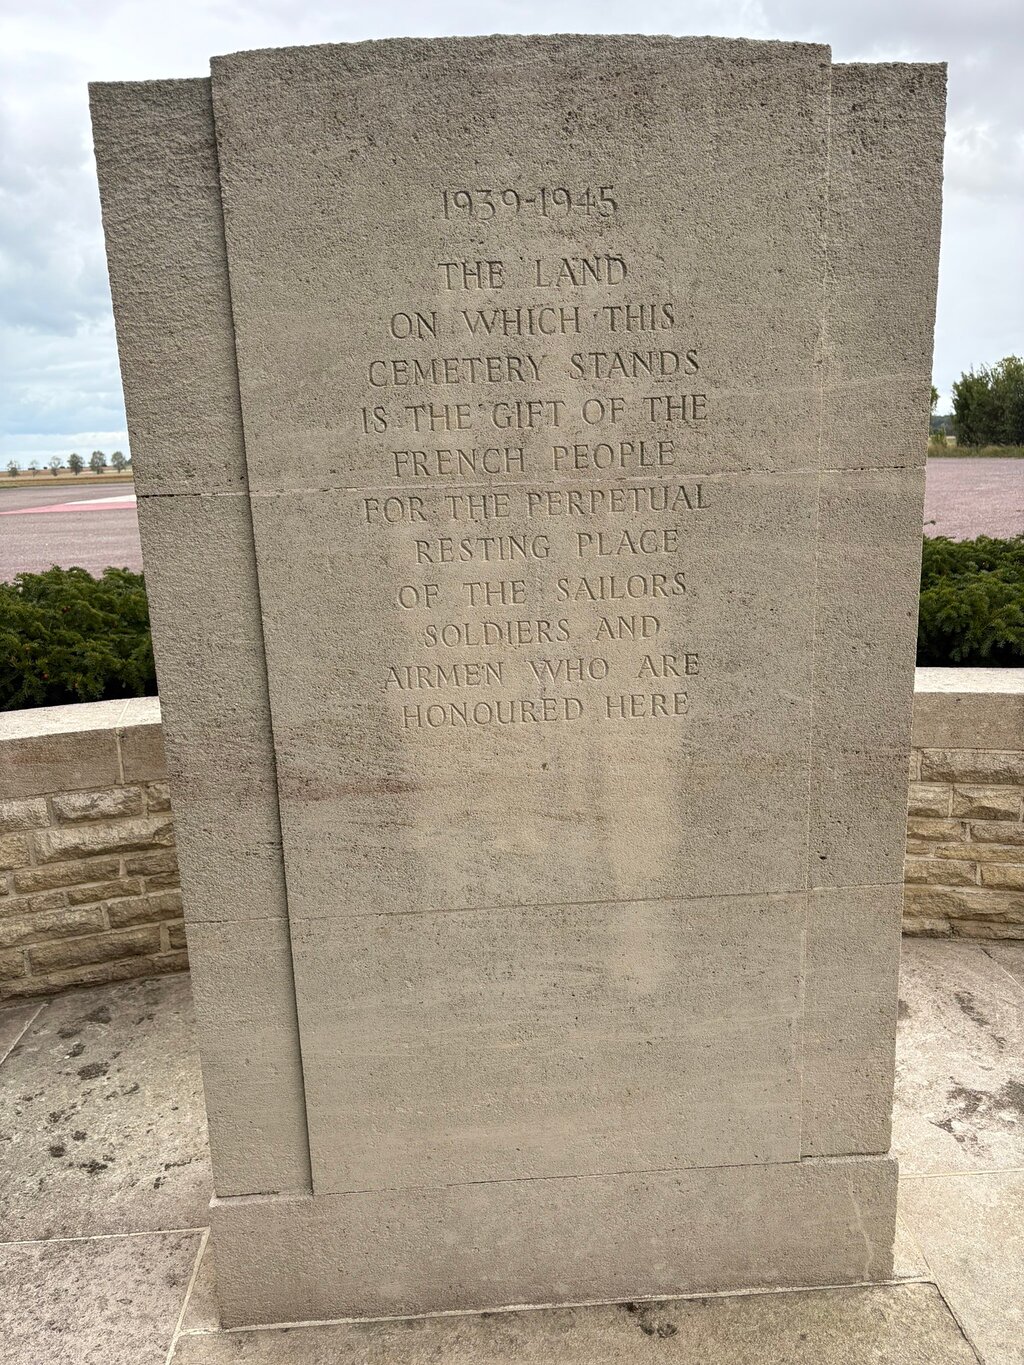 1939-1945
THE LAND
ON WHICH THIS
CEMETERY STANDS
IS THE GIFT OF THE
FRENCH PEOPLE
FOR THE PERPETUAL
RESTING PLACE
OF THE SAILORS
SOLDIERS AND
AIRMEN WHO ARE
HONOURED HERE